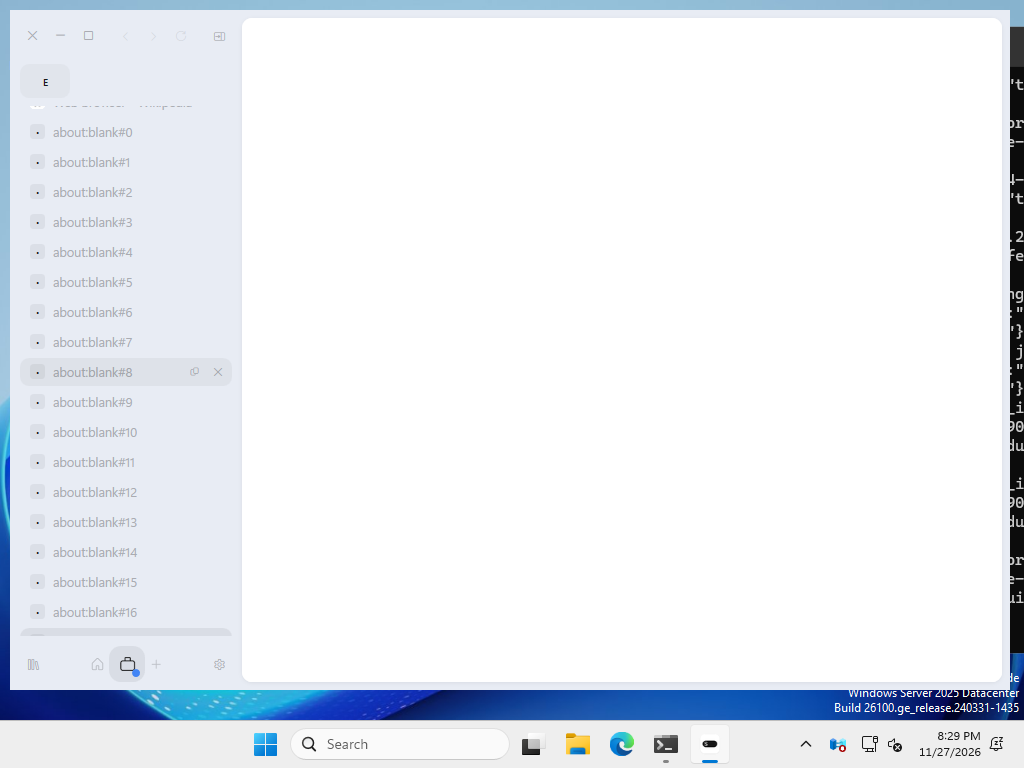 E
Web browser - Wikipedia
about:blank#0
about:blank#1
about:blank#2
about:blank#3
about:blank#4
about:blank#5
about:blank#6
about:blank#7
about:blank#8
about:blank#9
about:blank#10
about:blank#11
about:blank#12
about:blank#13
about:blank#14
about:blank#15
about:blank#16
Windows Server 2025 Datacenter
Build 26100.ge_release.240331-1435
Search
8:29 PM
11/27/2026